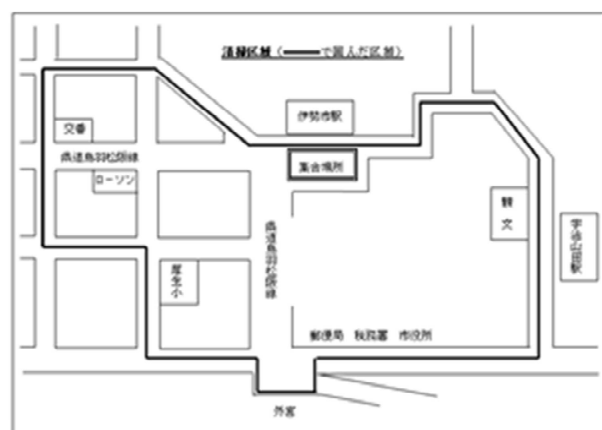 清掃区域（━━━で囲んだ区域）
伊勢市駅
交番
県道鳥羽松阪線
集合場所
ローソン
観文
宇治山田駅
県道鳥羽松阪線
厚生小
郵便局 税務署 市役所
外宮